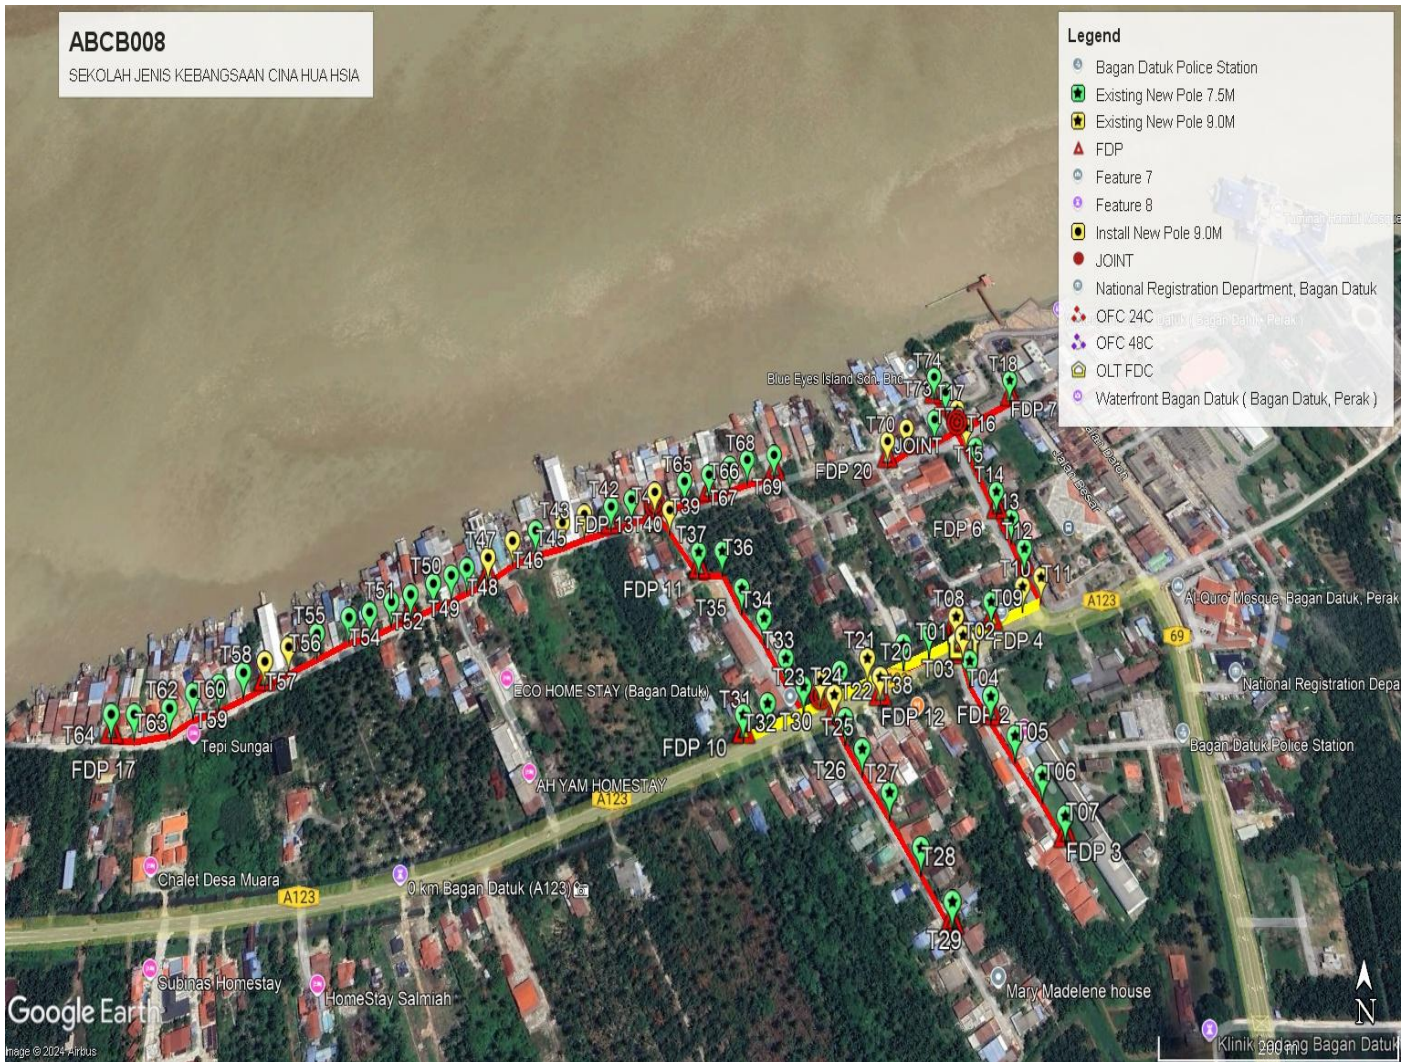 ABCB008
SEKOLAH JENIS KEBANGSAAN CINA HUA HSIA
Legend
Bagan Datuk Police Station
Existing New Pole 7.5M
Existing New Pole 9.0M
FDP
Feature 7
Feature 8
Install New Pole 9.0M
JOINT
National Registration Department, Bagan Datuk
OFC 24C
OFC 48C
OLT FDC
Waterfront Bagan Datuk ( Bagan Datuk, Perak )
Blue Eyes Island Sdn. Bhd
T74
T73
T17
T18
FDP 7
T70
JOINT
T16
FDP 20
T15
Jalan Besar
T14
T13
FDP 6
T12
T10
T11
A123
Al-Quro' Mosque, Bagan Datuk, Perak
69
T68
T65
T66
T67
T69
T42
T43
FDP 13
T40
T39
T45
T37
T36
FDP 11
T47
T46
T50
T48
T49
T51
T52
T35
T34
T33
T55
T54
T56
T58
T57
T62
T60
T59
T63
T64
FDP 17
Tepi Sungai
ECO HOME STAY (Bagan Datuk)
AH YAM HOMESTAY
T08
T09
T01
T02
FDP 4
T03
T21
T20
T23
T24
T22
T38
FDP 12
T31
T32
T30
T25
FDP 10
T04
FDP 2
T05
T06
T07
FDP 3
T26
T27
T28
T29
National Registration Depa
Bagan Datuk Police Station
A123
Chalet Desa Muara
0 km Bagan Datuk (A123)
A123
Subinas Homestay
HomeStay Salmiah
Mary Madelene house
N
Google Earth
Image © 2024 Airbus
Klinik padang Bagan Datuk
200 m